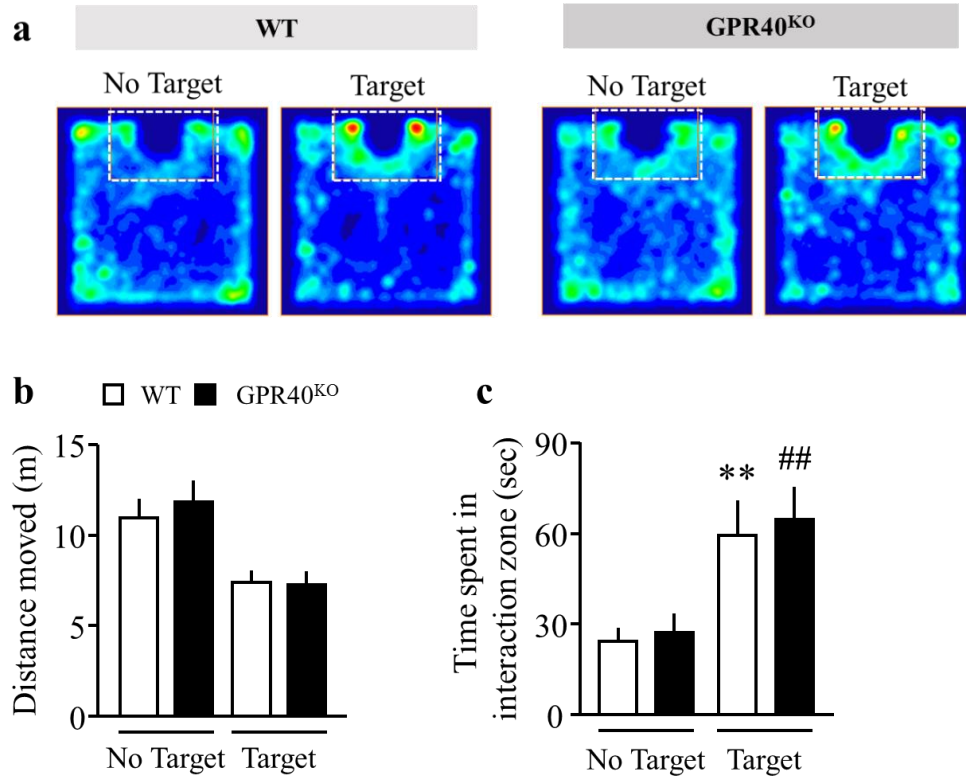 a
WT
GPR40ᴷᴼ
No Target
Target
No Target
Target
b
WT
GPR40ᴷᴼ
Distance moved (m)
15
10
5
0
No Target
Target
c
Time spent in
interaction zone (sec)
90
60
30
0
**
##
No Target
Target